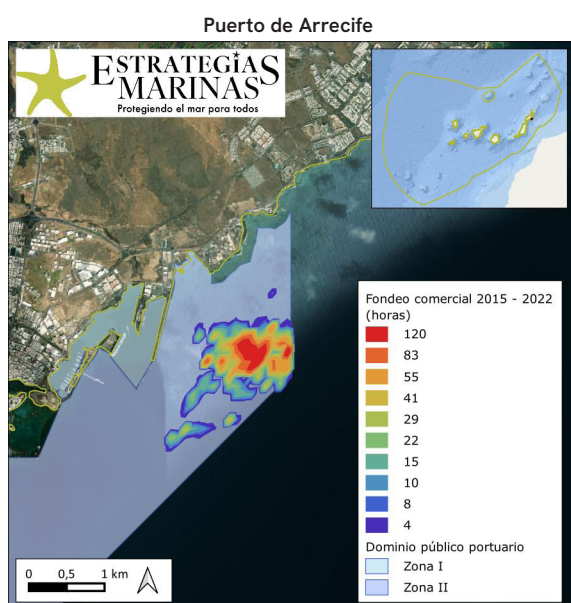 Puerto de Arrecife
ESTRATEGIAS
MARINAS
Protegiendo el mar para todos
Fondeo comercial 2015 - 2022
(horas)
120
83
55
41
29
22
15
10
8
4
Dominio público portuario
Zona I
Zona II
0 0,5 1 km